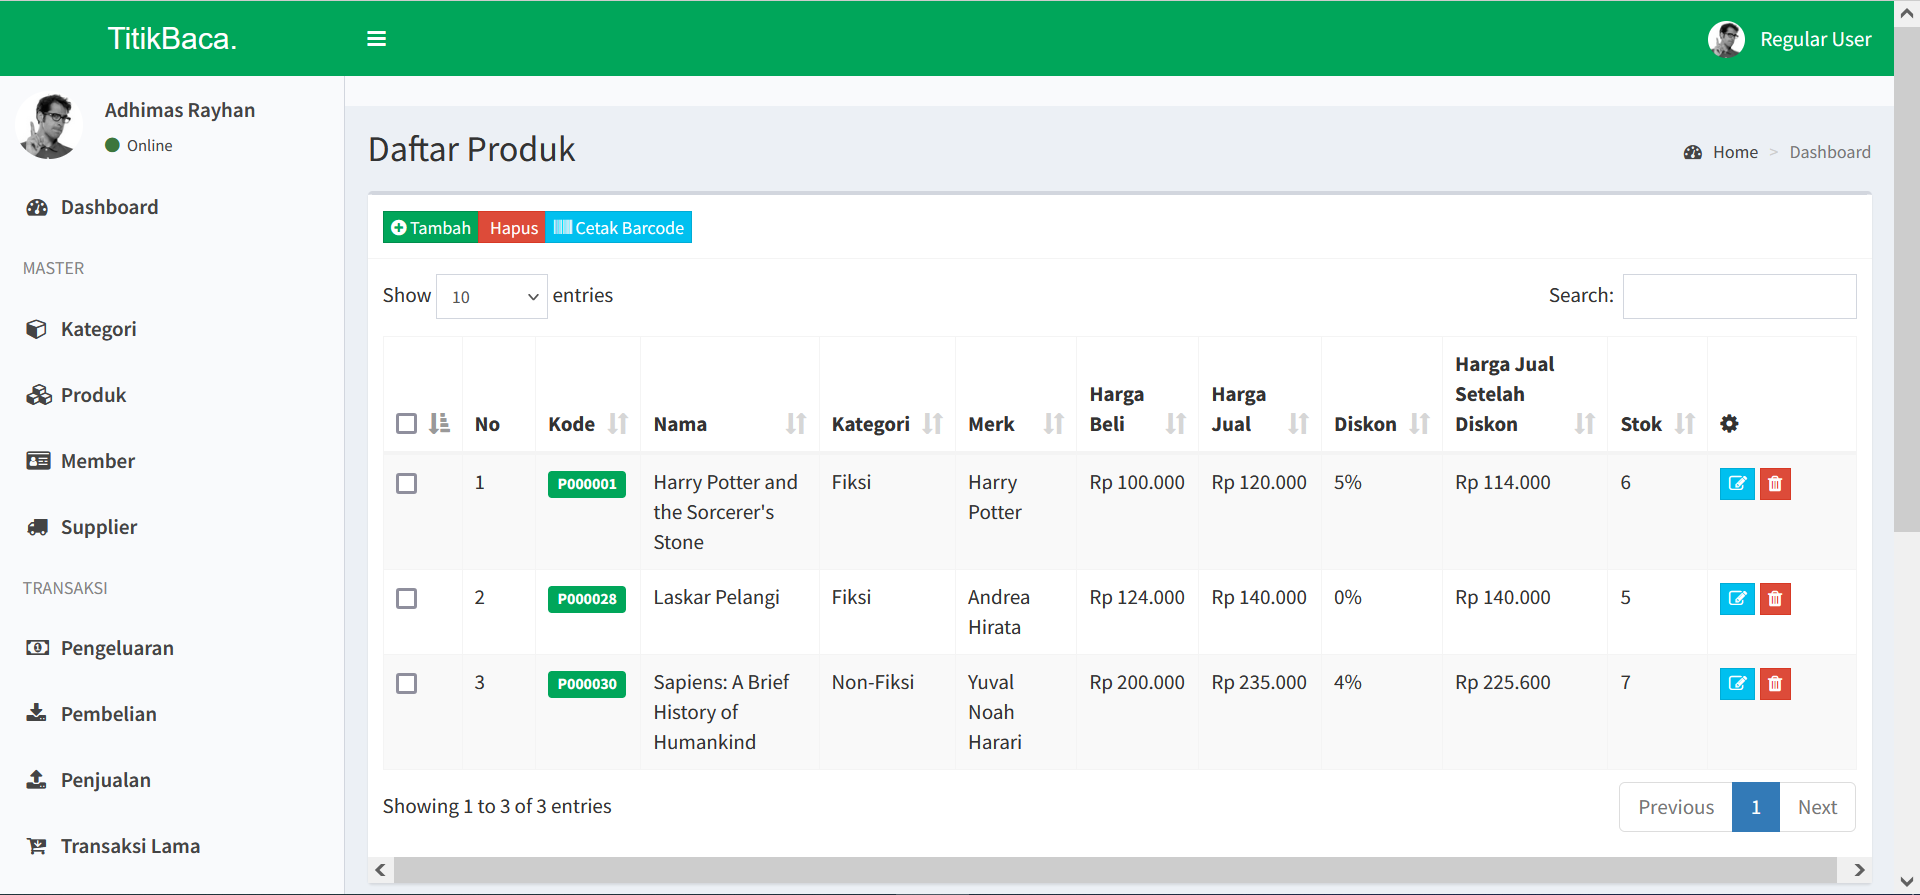 TitikBaca.
Regular User
Adhimas Rayhan
Online
Dashboard
MASTER
Kategori
Produk
Member
Supplier
TRANSAKSI
Pengeluaran
Pembelian
Penjualan
Transaksi Lama
Daftar Produk
Home > Dashboard
Tambah Hapus Cetak Barcode
Show 10 entries
Search:
No Kode Nama Kategori Merk Harga Beli Harga Jual Diskon Harga Jual Setelah Diskon Stok
1 P000001 Harry Potter and the Sorcerer's Stone Fiksi Harry Potter Rp 100.000 Rp 120.000 5% Rp 114.000 6
2 P000028 Laskar Pelangi Fiksi Andrea Hirata Rp 124.000 Rp 140.000 0% Rp 140.000 5
3 P000030 Sapiens: A Brief History of Humankind Non-Fiksi Yuval Noah Harari Rp 200.000 Rp 235.000 4% Rp 225.600 7
Showing 1 to 3 of 3 entries
Previous 1 Next